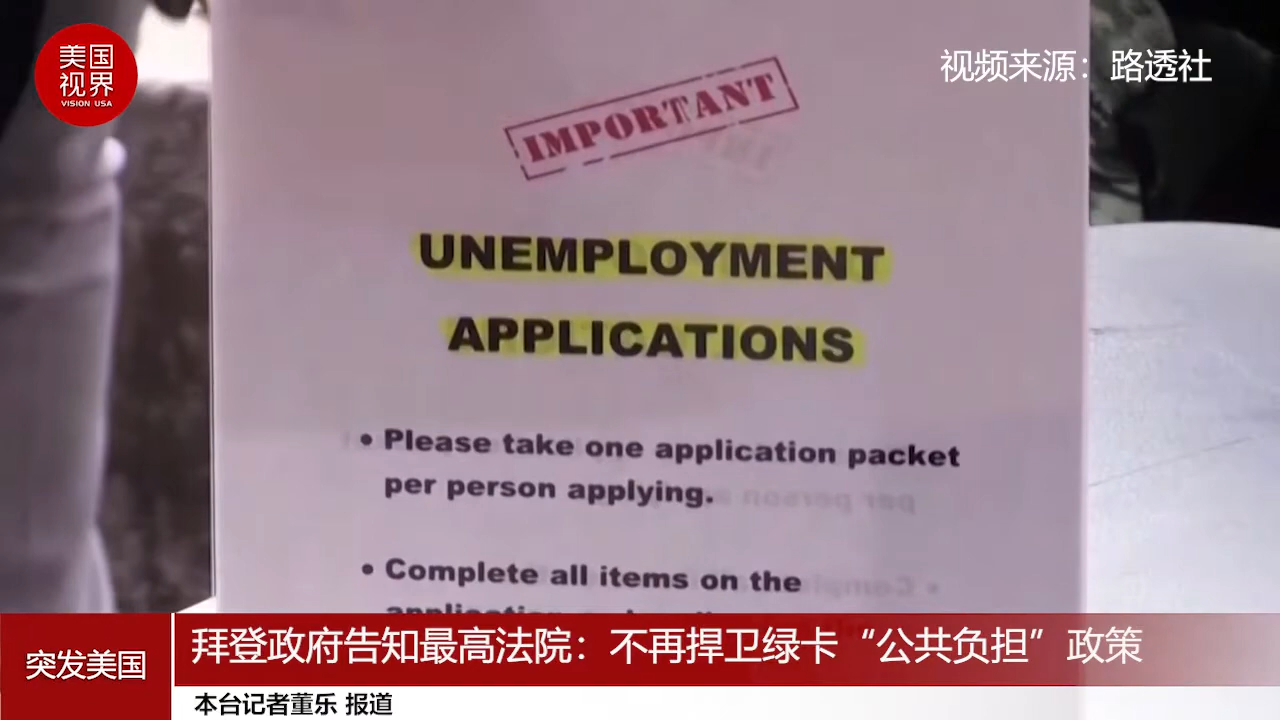 美国
视界
VISION USA
视频来源：路透社
IMPORTANT
UNEMPLOYMENT
APPLICATIONS
• Please take one application packet
per person applying.
• Complete all items on the
突发美国
拜登政府告知最高法院：不再捍卫绿卡“公共负担”政策
本台记者董乐 报道